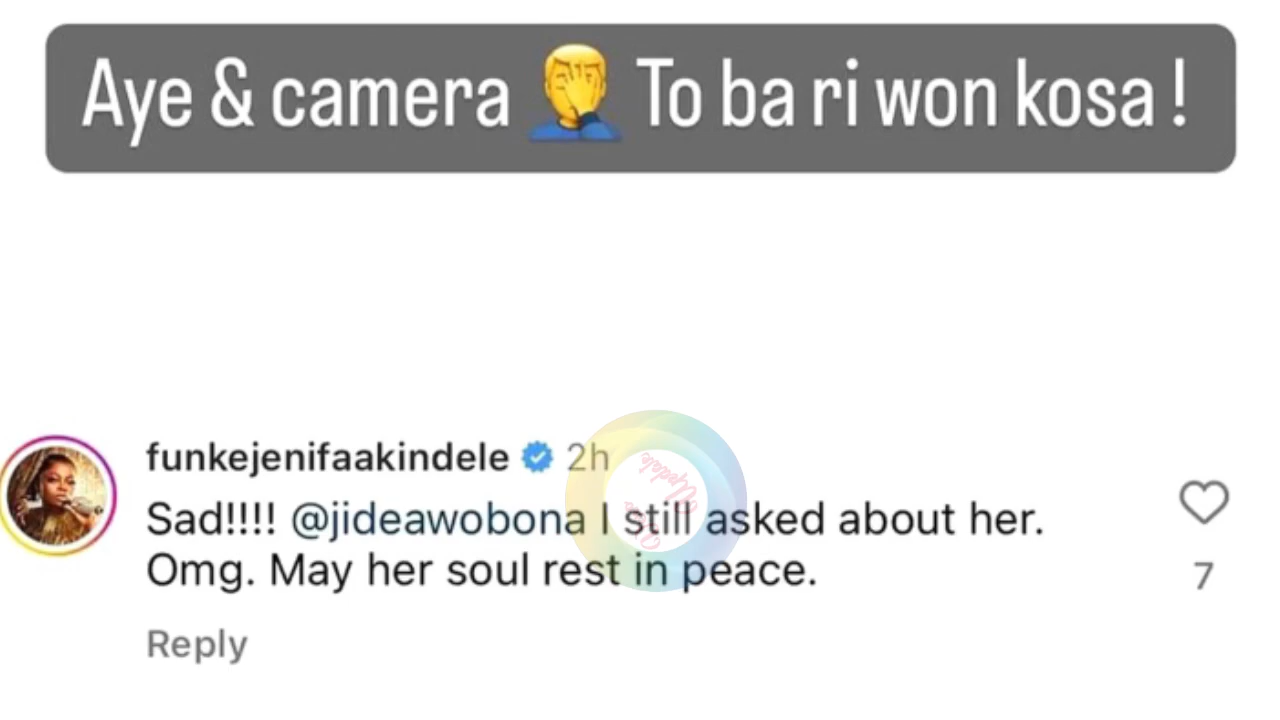 Aye & camera 🤦‍♂️ To ba ri won kosa !
funkejenifaakindele 2h
Sad!!!! @jideawobona I still asked about her.
Omg. May her soul rest in peace.
7
Reply